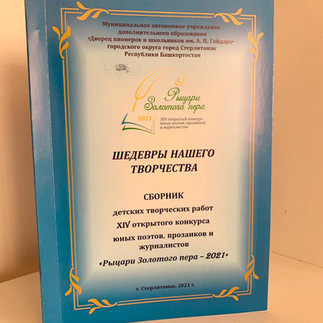 Муниципальное автономное учреждение
дополнительного образования
«Дворец пионеров и школьников им. А. П. Гайдара»
городского округа город Стерлитамак
Республики Башкортостан
Рыцари
Золотого пера
2021
XIV открытый конкурс
юных поэтов, прозаиков
и журналистов
ШЕДЕВРЫ НАШЕГО
ТВОРЧЕСТВА
СБОРНИК
детских творческих работ
XIV открытого конкурса
юных поэтов, прозаиков и
журналистов
«Рыцари Золотого пера – 2021»
г. Стерлитамак, 2021 г.